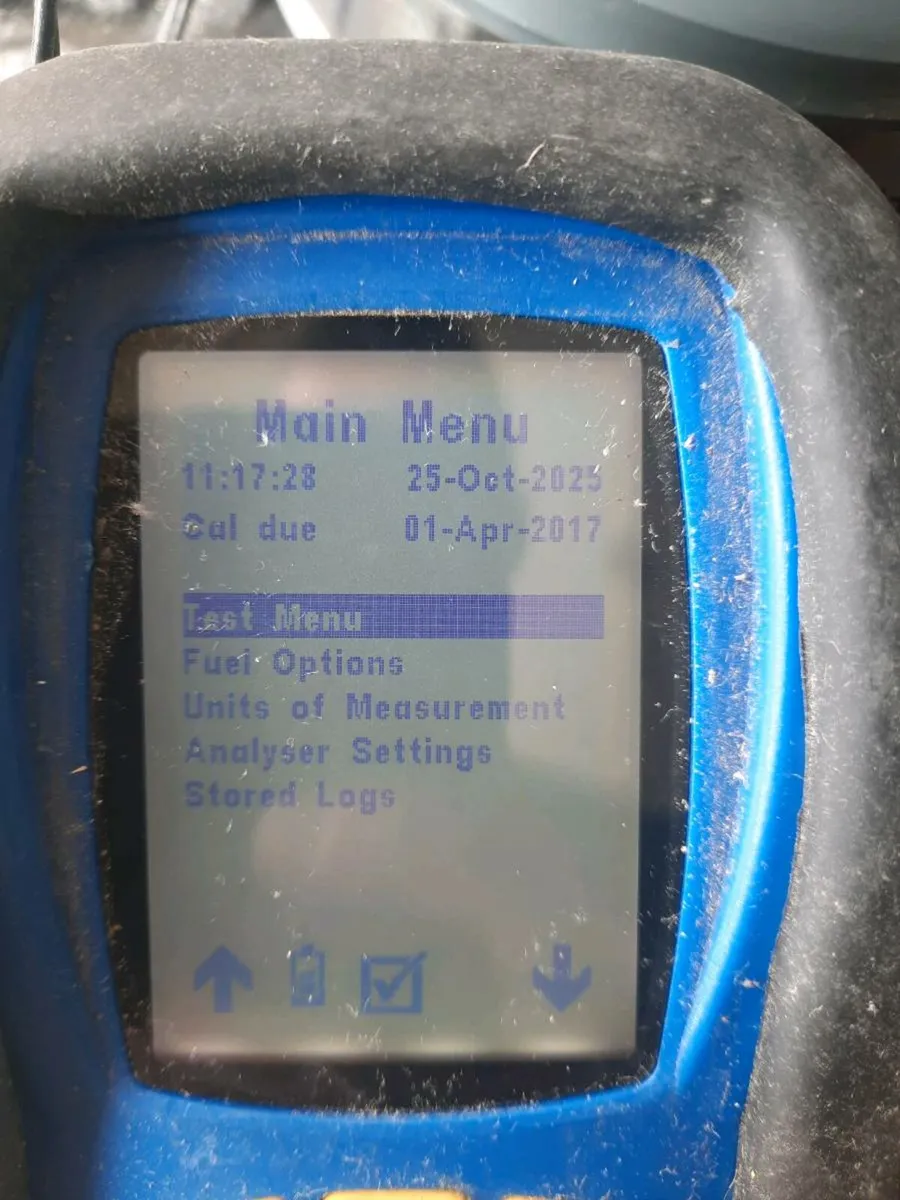 Main Menu
11:17:28 25-Oct-2025
Cal due 01-Apr-2017
Test Menu
Fuel Options
Units of Measurement
Analyser Settings
Stored Logs